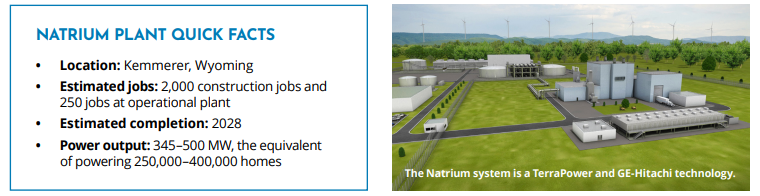 NATRIUM PLANT QUICK FACTS
• Location: Kemmerer, Wyoming
• Estimated jobs: 2,000 construction jobs and
250 jobs at operational plant
• Estimated completion: 2028
• Power output: 345–500 MW, the equivalent
of powering 250,000–400,000 homes
The Natrium system is a TerraPower and GE-Hitachi technology.